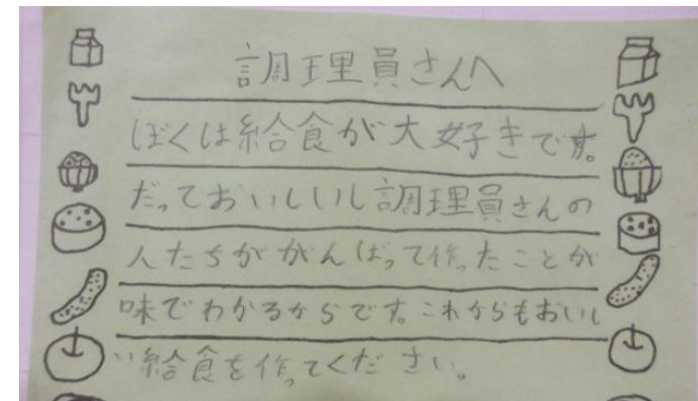 調理員さんへ
ぼくは給食が大好きです。
だっておいしいし調理員さんの
人たちががんばって作ったことが
味でわかるからです。これからもおいし
い給食を作ってください。